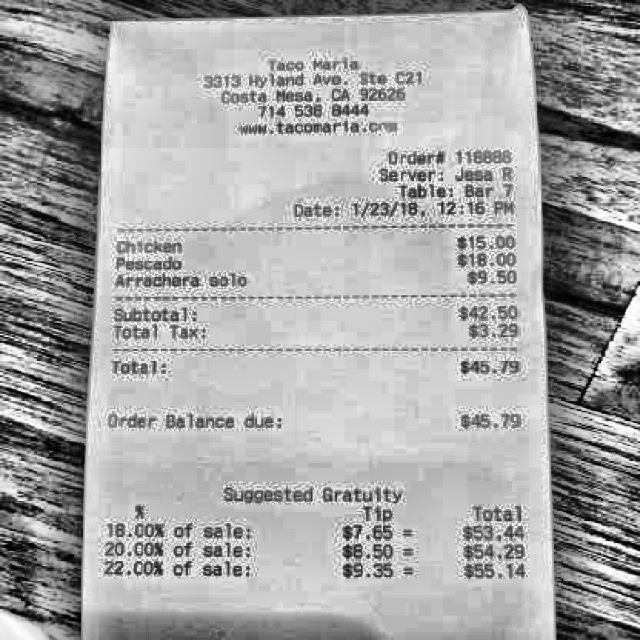 Taco Maria
3313 Hyland Ave. Ste C21
Costa Mesa, CA 92626
714 538 8444
www.tacomaria.com
Order# 116886
Server: Jesa R
Table: Bar 7
Date: 1/23/18, 12:16 PM
Chicken $15.00
Pescado $18.00
Arrachera solo $9.50
Subtotal: $42.50
Total Tax: $3.29
Total: $45.79
Order Balance due: $45.79
Suggested Gratuity
% Tip Total
18.00% of sale: $7.65 = $53.44
20.00% of sale: $8.50 = $54.29
22.00% of sale: $9.35 = $55.14